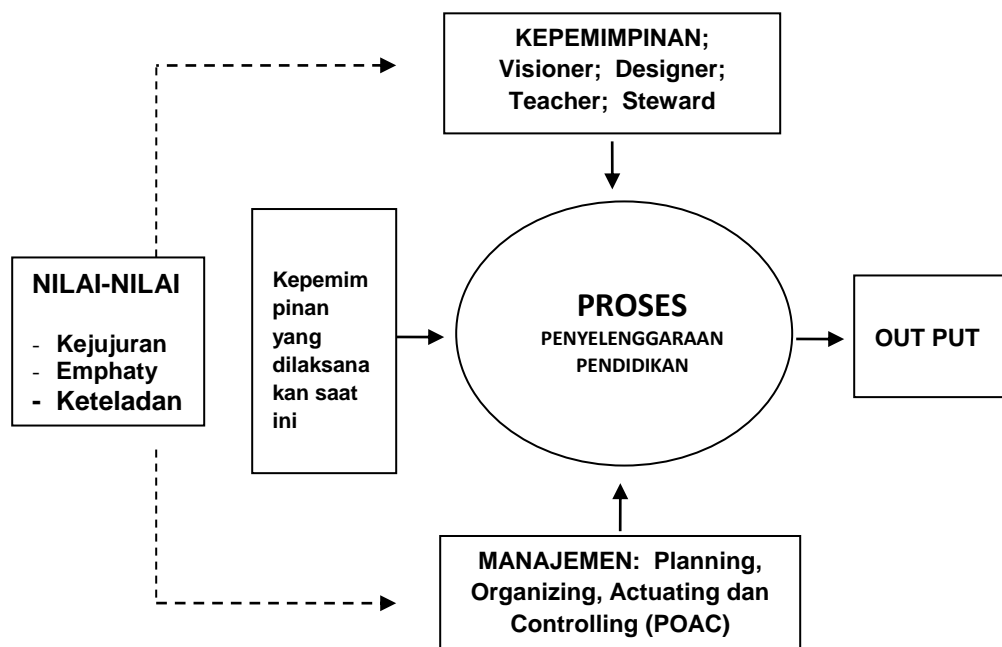 KEPEMIMPINAN;
Visioner; Designer;
Teacher; Steward
NILAI-NILAI
- Kejujuran
- Emphaty
- Keteladan
Kepemim
pinan
yang
dilaksana
kan saat
ini
PROSES
PENYELENGGARAAN
PENDIDIKAN
OUT PUT
MANAJEMEN: Planning,
Organizing, Actuating dan
Controlling (POAC)